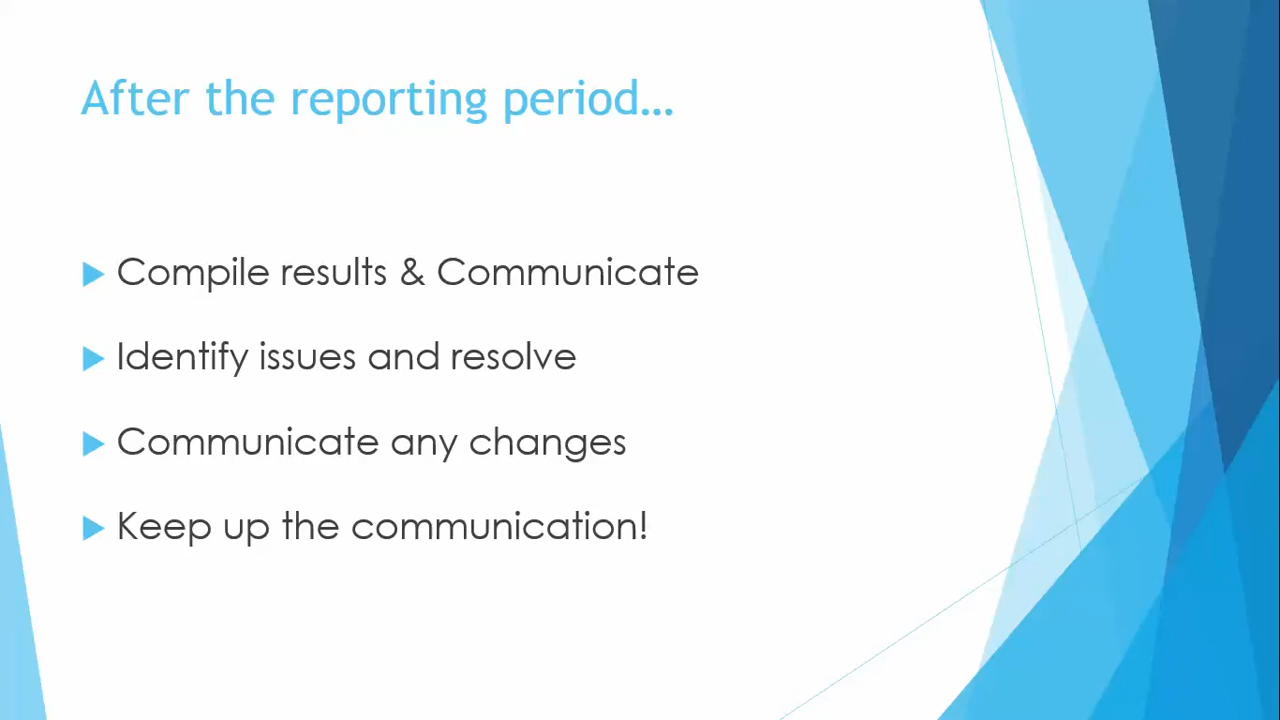 After the reporting period…
Compile results & Communicate
Identify issues and resolve
Communicate any changes
Keep up the communication!